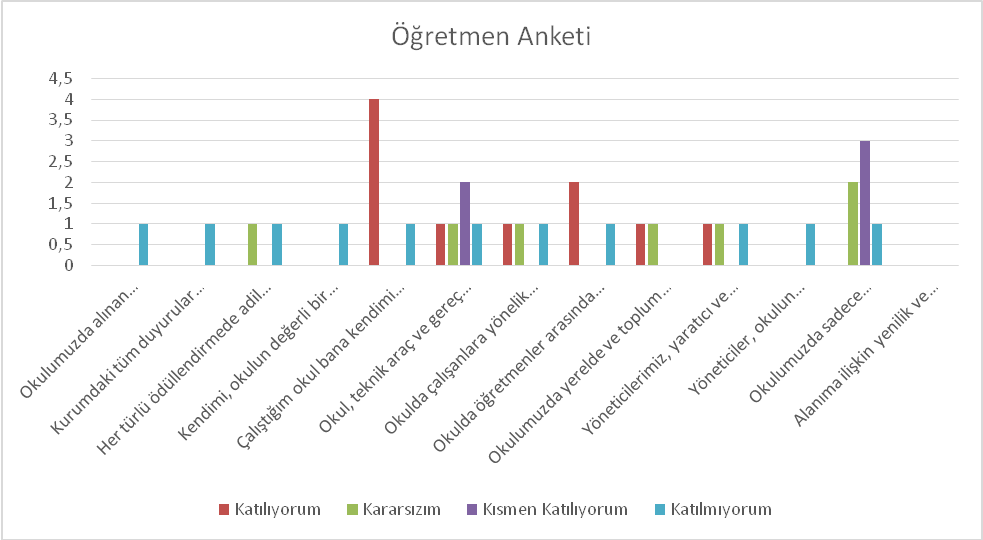 Öğretmen Anketi
4,5
4
3,5
3
2,5
2
1,5
1
0,5
0
Okulumuzda alınan…
Kurumdaki tüm duyurular…
Her türlü ödüllendirmede adil…
Kendimi, okulun değerli bir…
Çalıştığım okul bana kendimi…
Okul, teknik araç ve gereç…
Okulda çalışanlara yönelik…
Okulda öğretmenler arasında…
Okulumuzda yerelde ve toplum…
Yöneticilerimiz, yaratıcı ve…
Yöneticiler, okulun…
Okulumuzda sadece…
Alanıma ilişkin yenilik ve…
Katılıyorum Kararsızım Kısmen Katılıyorum Katılmıyorum